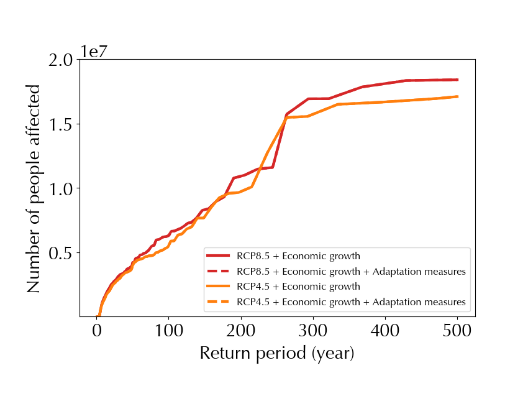 1e7
2.0
1.5
1.0
0.5
Number of people affected
RCP8.5 + Economic growth
RCP8.5 + Economic growth + Adaptation measures
RCP4.5 + Economic growth
RCP4.5 + Economic growth + Adaptation measures
0 100 200 300 400 500
Return period (year)